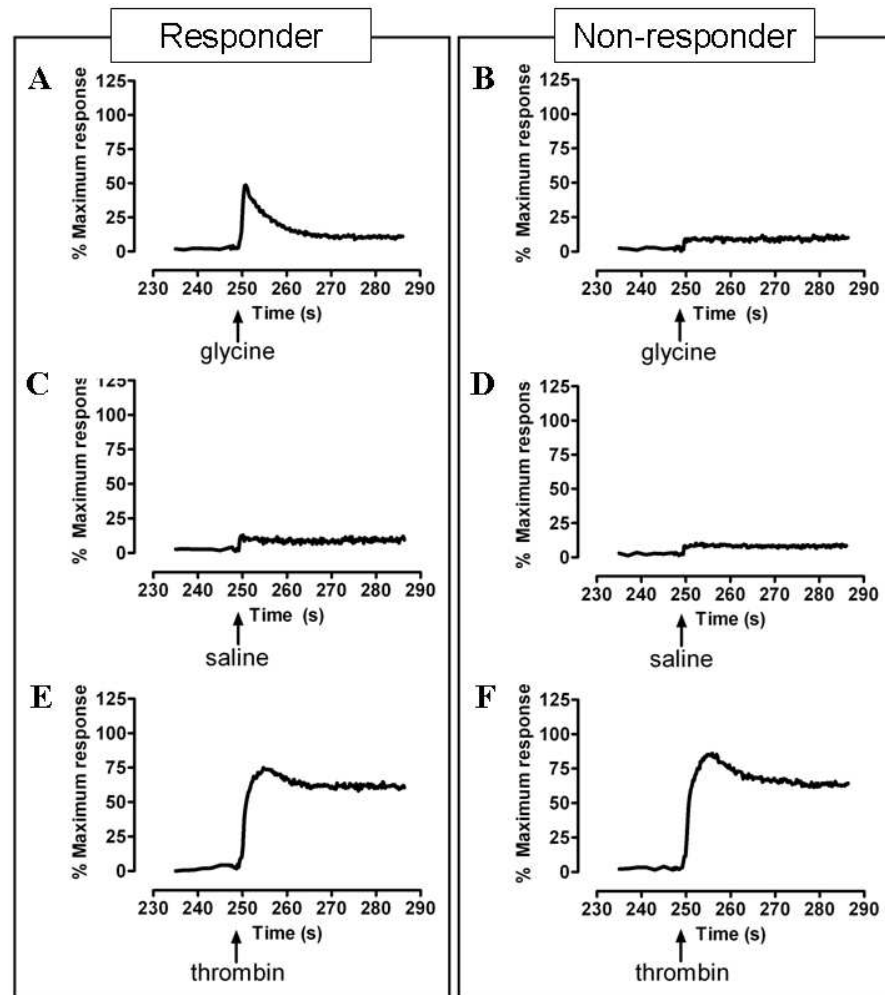 Responder
Non-responder
A
% Maximum response
125
100
75
50
25
0
230 240 250 260 270 280 290
Time (s)
glycine
B
% Maximum response
125
100
75
50
25
0
230 240 250 260 270 280 290
Time (s)
glycine
C
% Maximum respons
125
100
75
50
25
0
230 240 250 260 270 280 290
Time (s)
saline
D
% Maximum respons
125
100
75
50
25
0
230 240 250 260 270 280 290
Time (s)
saline
E
% Maximum response
125
100
75
50
25
0
230 240 250 260 270 280 290
Time (s)
thrombin
F
% Maximum response
125
100
75
50
25
0
230 240 250 260 270 280 290
Time (s)
thrombin